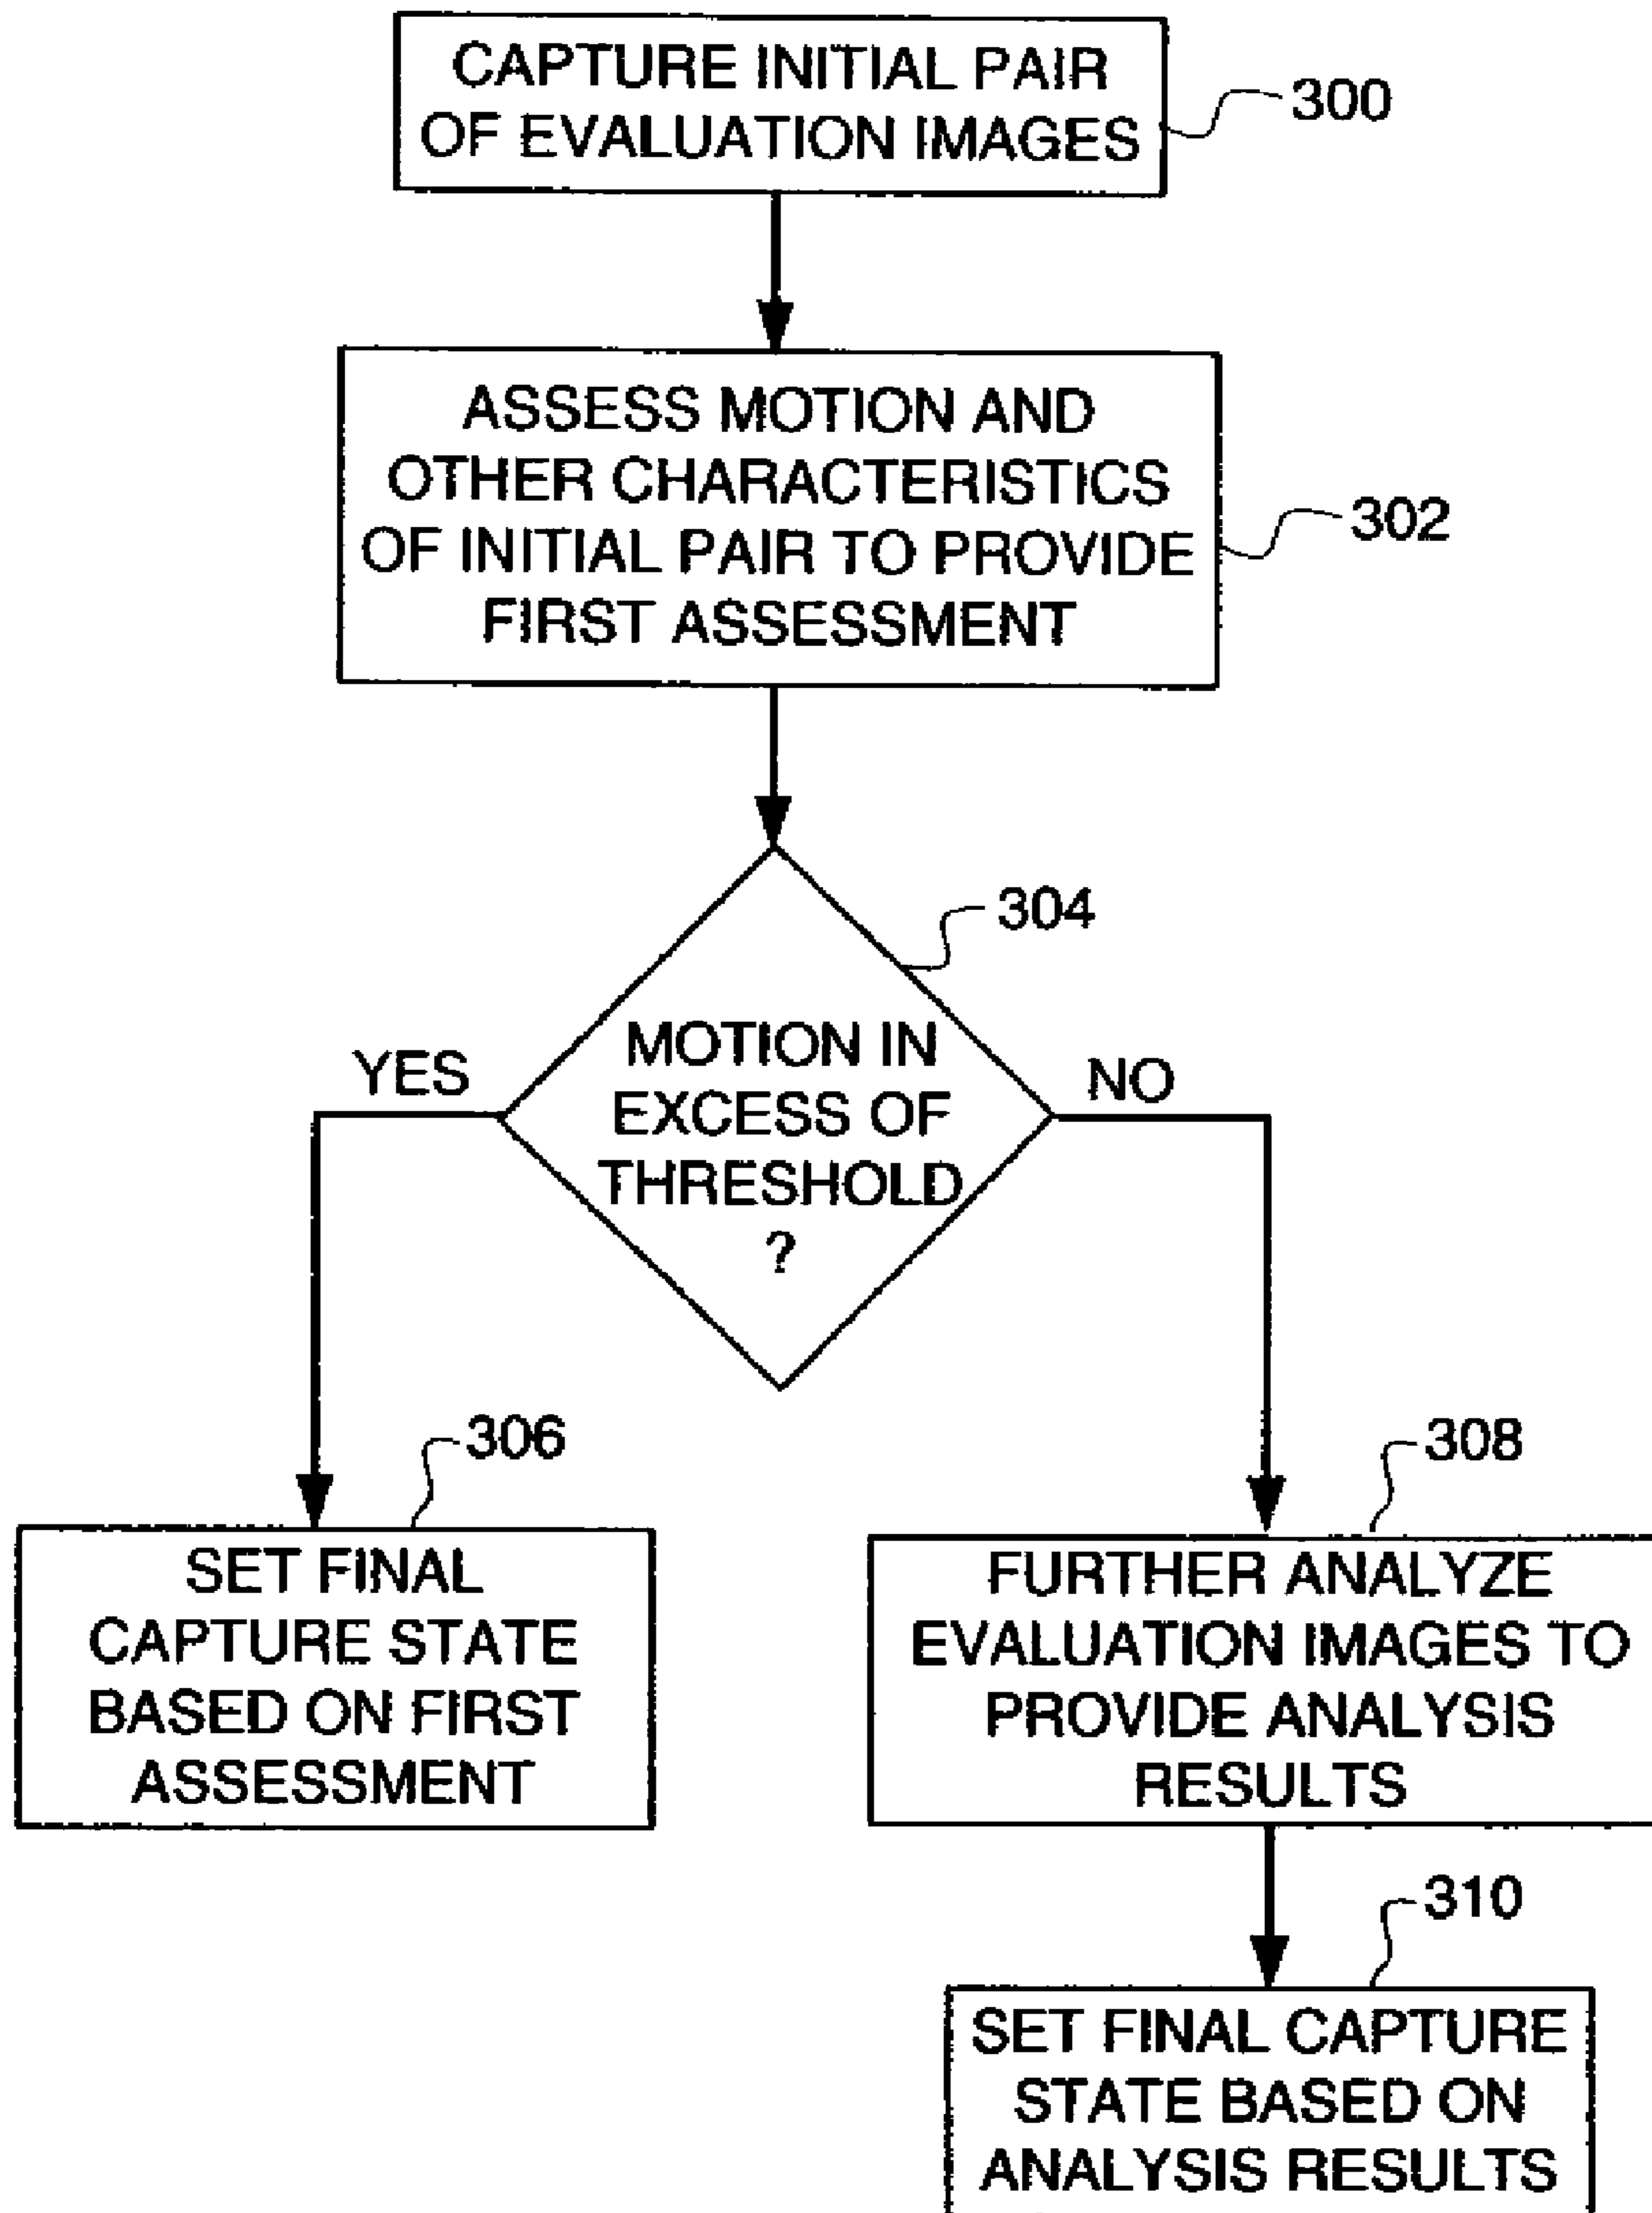 CAPTURE INITIAL PAIR
OF EVALUATION IMAGES
300
ASSESS MOTION AND
OTHER CHARACTERISTICS
OF INITIAL PAIR TO PROVIDE
FIRST ASSESSMENT
302
304
MOTION IN
EXCESS OF
THRESHOLD
?
YES
NO
306
SET FINAL
CAPTURE STATE
BASED ON FIRST
ASSESSMENT
308
FURTHER ANALYZE
EVALUATION IMAGES TO
PROVIDE ANALYSIS
RESULTS
310
SET FINAL CAPTURE
STATE BASED ON
ANALYSIS RESULTS